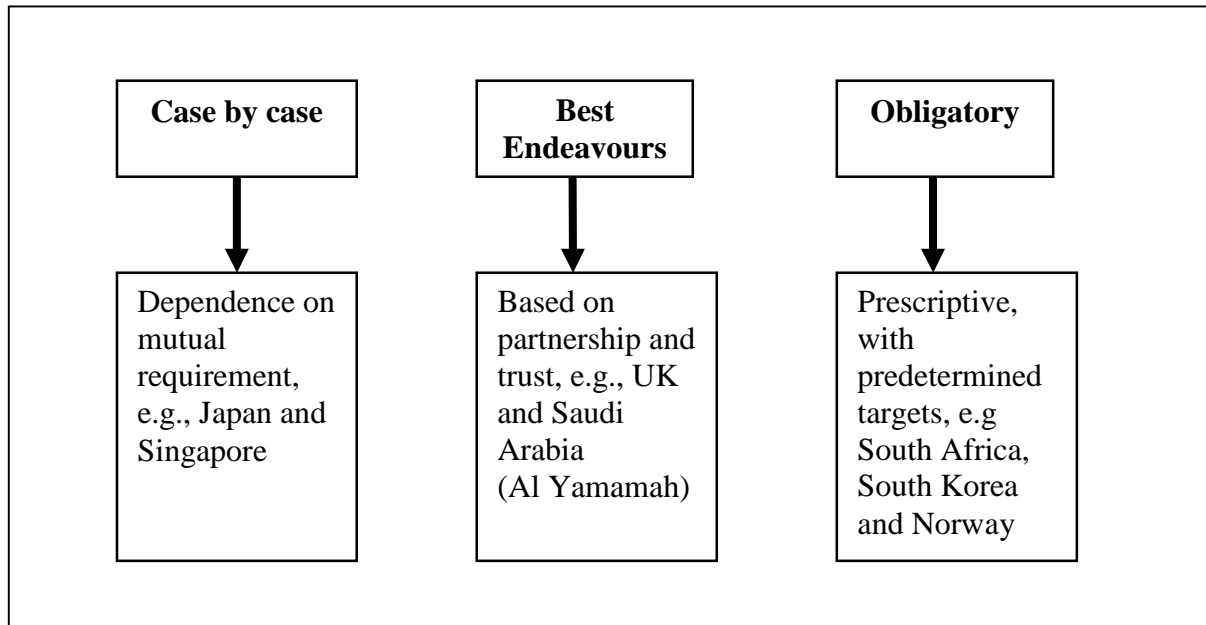 Case by case
Best
Endeavours
Obligatory
Dependence on
mutual
requirement,
e.g., Japan and
Singapore
Based on
partnership and
trust, e.g., UK
and Saudi
Arabia
(Al Yamamah)
Prescriptive,
with
predetermined
targets, e.g
South Africa,
South Korea
and Norway